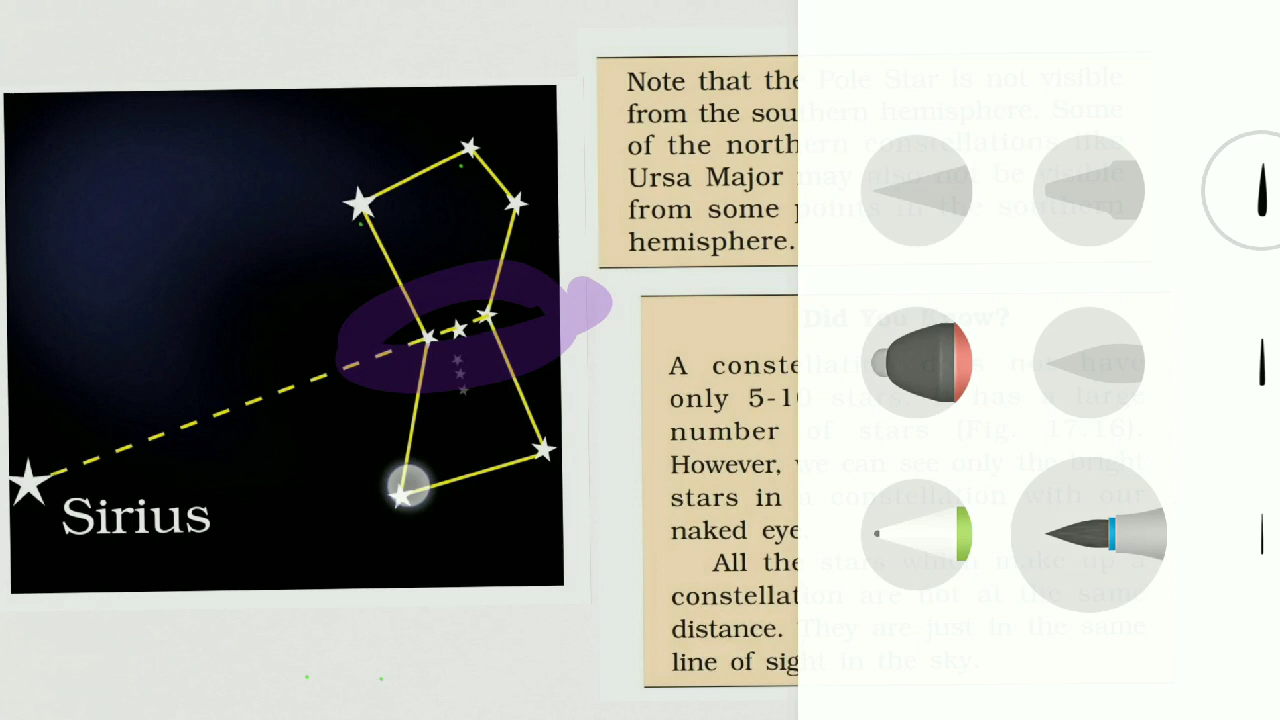 Sirius
Note that the Pole Star is not visible
from the southern hemisphere. Some
of the northern constellations like
Ursa Major may also not be visible
from some points in the southern
hemisphere.
Did You Know?
A constellation does not have
only 5-10 stars. It has a large
number of stars (Fig. 17.16).
However, we can see only the bright
stars in a constellation with our
naked eye.
All the stars which make up a
constellation are not at the same
distance. They are just in the same
line of sight in the sky.